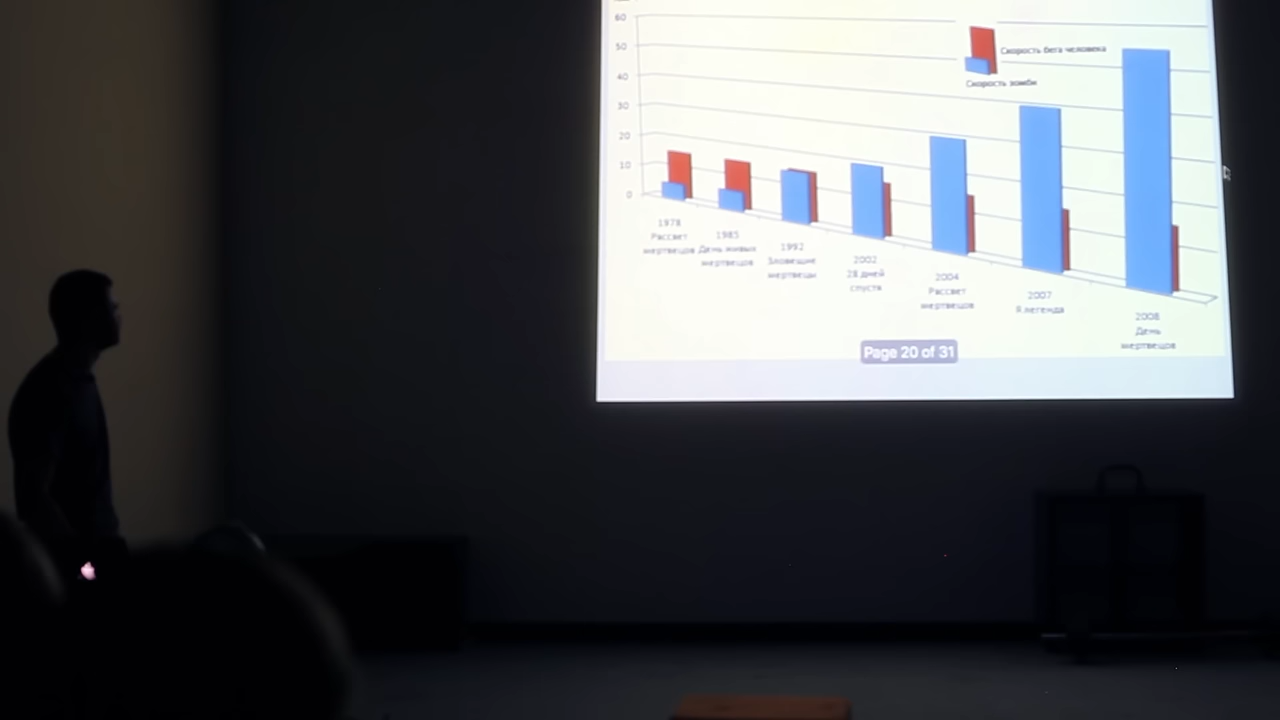 60
50
40
30
20
10
0
Скорость бега человека
Скорость зомби
1978
Рассвет
мертвецов
1985
День живых
мертвецов
1992
Зловещие
мертвецы
2002
28 дней
спустя
2004
Рассвет
мертвецов
2007
Я легенда
2008
День
мертвецов
Page 20 of 31